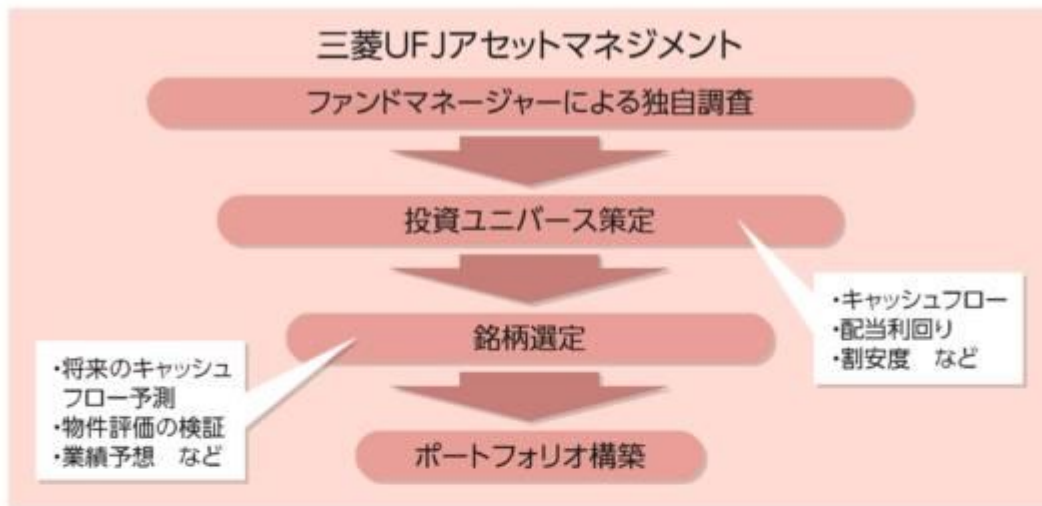 三菱UFJアセットマネジメント
ファンドマネージャーによる独自調査
投資ユニバース策定
・キャッシュフロー
・配当利回り
・割安度　など
銘柄選定
・将来のキャッシュ
フロー予測
・物件評価の検証
・業績予想　など
ポートフォリオ構築